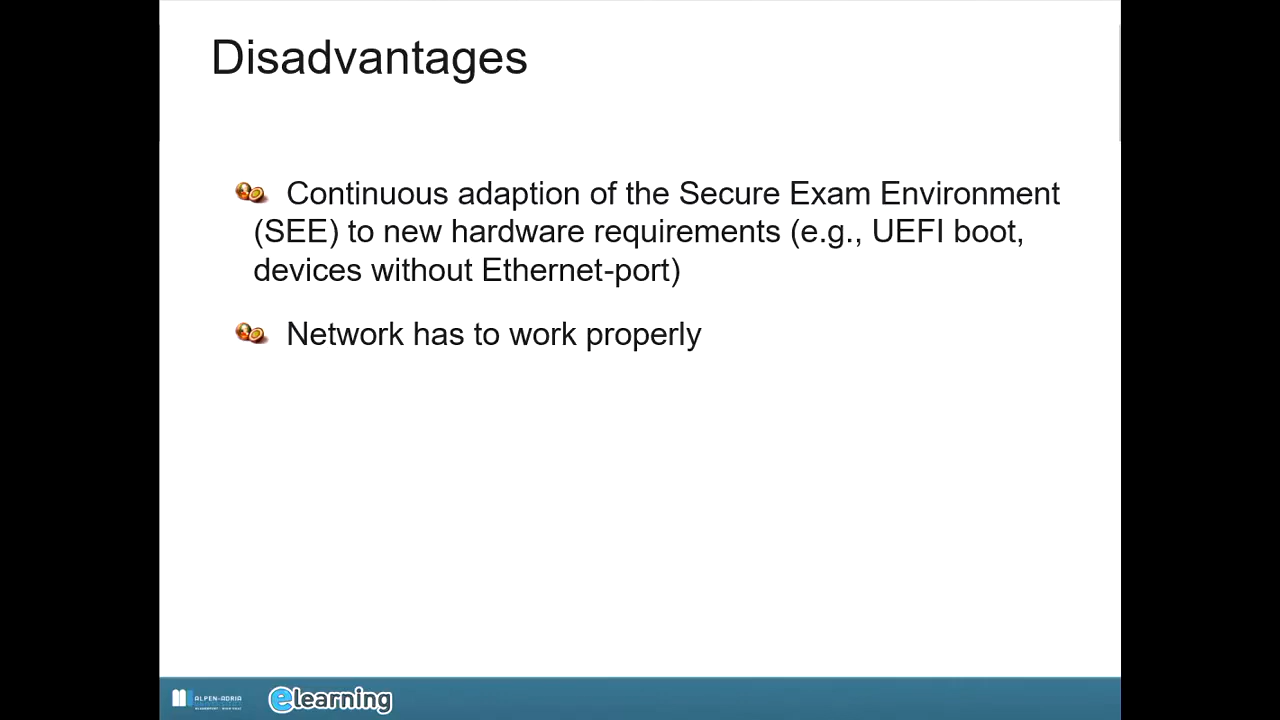 Disadvantages
Continuous adaption of the Secure Exam Environment
(SEE) to new hardware requirements (e.g., UEFI boot,
devices without Ethernet-port)
Network has to work properly
ALPEN-ADRIA
elearning